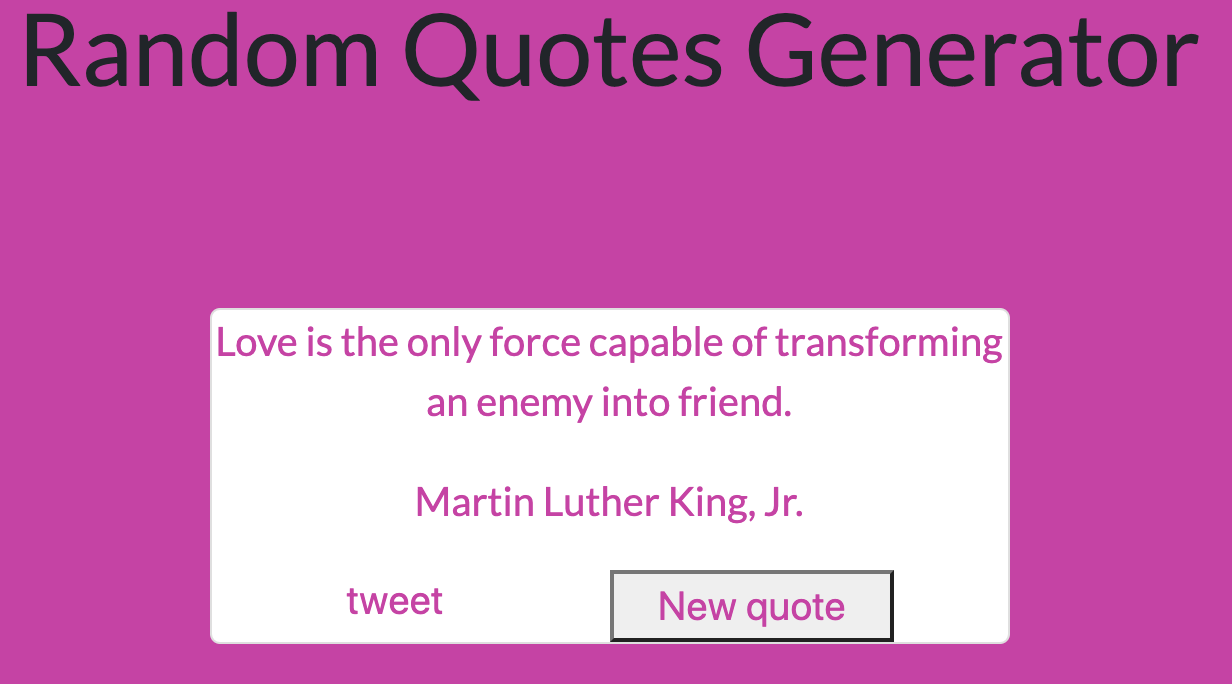 Random Quotes Generator
Love is the only force capable of transforming
an enemy into friend.
Martin Luther King, Jr.
tweet
New quote